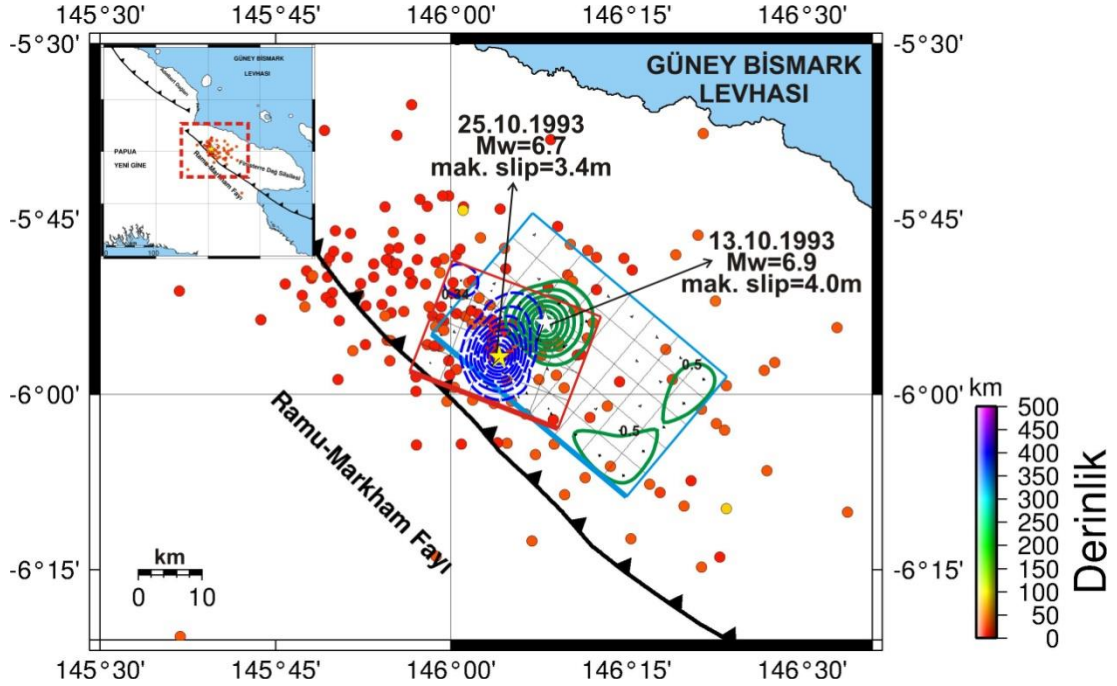 145°30' 145°45' 146°00' 146°15' 146°30'
-5°30'
-5°45'
-6°00'
-6°15'
GÜNEY BİSMARK
LEVHASI
PAPUA
YENİ GİNE
Ramu-Markham Fayı
0 100
GÜNEY BİSMARK
LEVHASI
25.10.1993
Mw=6.7
mak. slip=3.4m
13.10.1993
Mw=6.9
mak. slip=4.0m
0.5
0.5
Ramu-Markham Fayı
km
0 10
-5°30'
-5°45'
-6°00'
-6°15'
km
500
450
400
350
300
250
200
150
100
50
0
Derinlik
145°30' 145°45' 146°00' 146°15' 146°30'